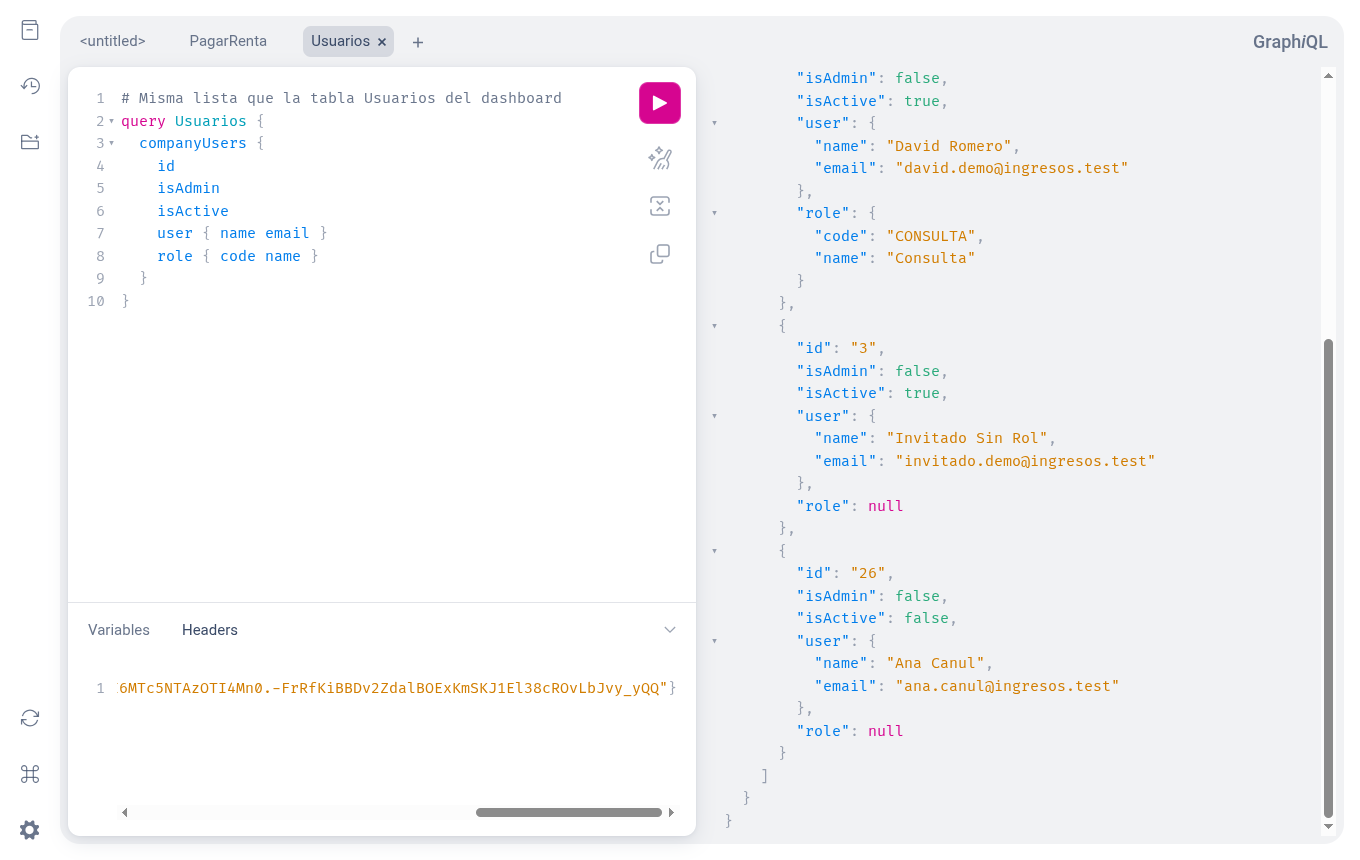 <untitled> PagarRenta Usuarios × +
GraphiQL
1 # Misma lista que la tabla Usuarios del dashboard
2 query Usuarios {
3 companyUsers {
4 id
5 isAdmin
6 isActive
7 user { name email }
8 role { code name }
9 }
10 }
Variables Headers
1 6MTc5NTAzOTI4Mn0.-FrRfKiBBDv2ZdalBOExKmSKJ1El38cROvLbJvy_yQQ"}
"isAdmin": false,
"isActive": true,
"user": {
"name": "David Romero",
"email": "david.demo@ingresos.test"
},
"role": {
"code": "CONSULTA",
"name": "Consulta"
}
},
{
"id": "3",
"isAdmin": false,
"isActive": true,
"user": {
"name": "Invitado Sin Rol",
"email": "invitado.demo@ingresos.test"
},
"role": null
},
{
"id": "26",
"isAdmin": false,
"isActive": false,
"user": {
"name": "Ana Canul",
"email": "ana.canul@ingresos.test"
},
"role": null
}
]
}
}